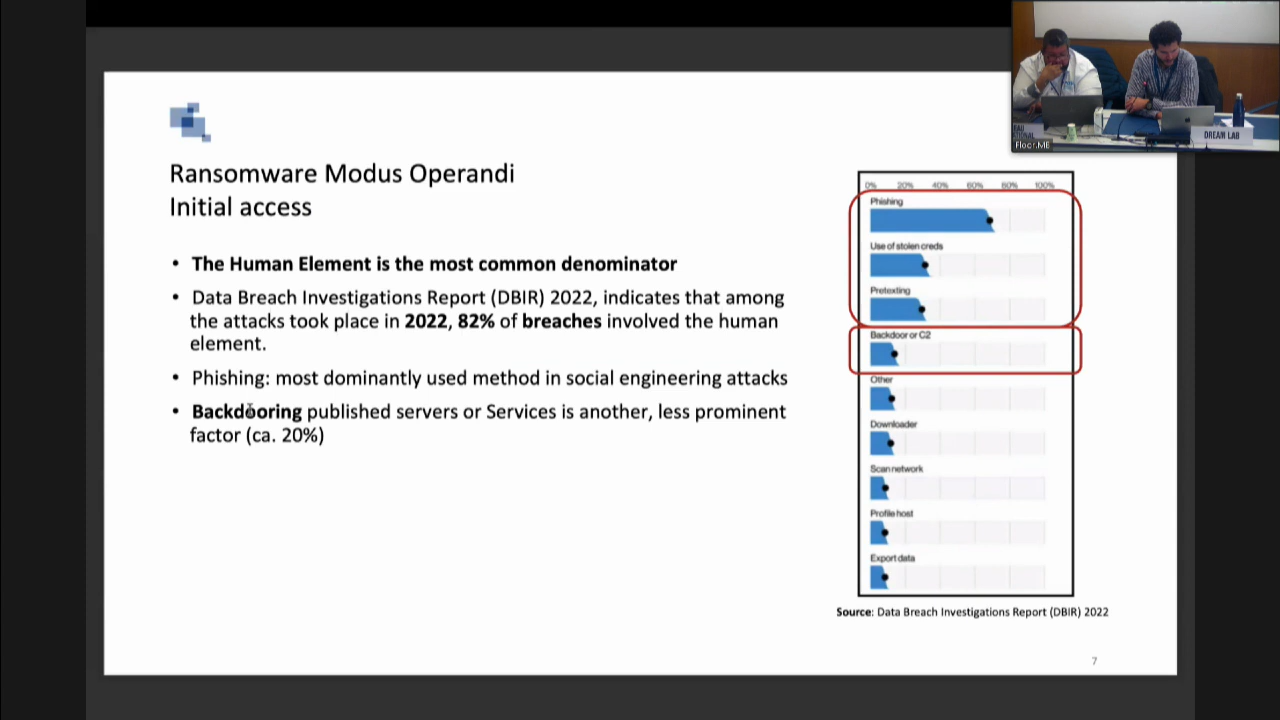 Ransomware Modus Operandi
Initial access
• The Human Element is the most common denominator
• Data Breach Investigations Report (DBIR) 2022, indicates that among
the attacks took place in 2022, 82% of breaches involved the human
element.
• Phishing: most dominantly used method in social engineering attacks
• Backdooring published servers or Services is another, less prominent
factor (ca. 20%)
0% 20% 40% 60% 80% 100%
Phishing
Use of stolen creds
Pretexting
Backdoor or C2
Other
Downloader
Scan network
Profile host
Export data
Source: Data Breach Investigations Report (DBIR) 2022
7
DREAM LAB
Floor.ME